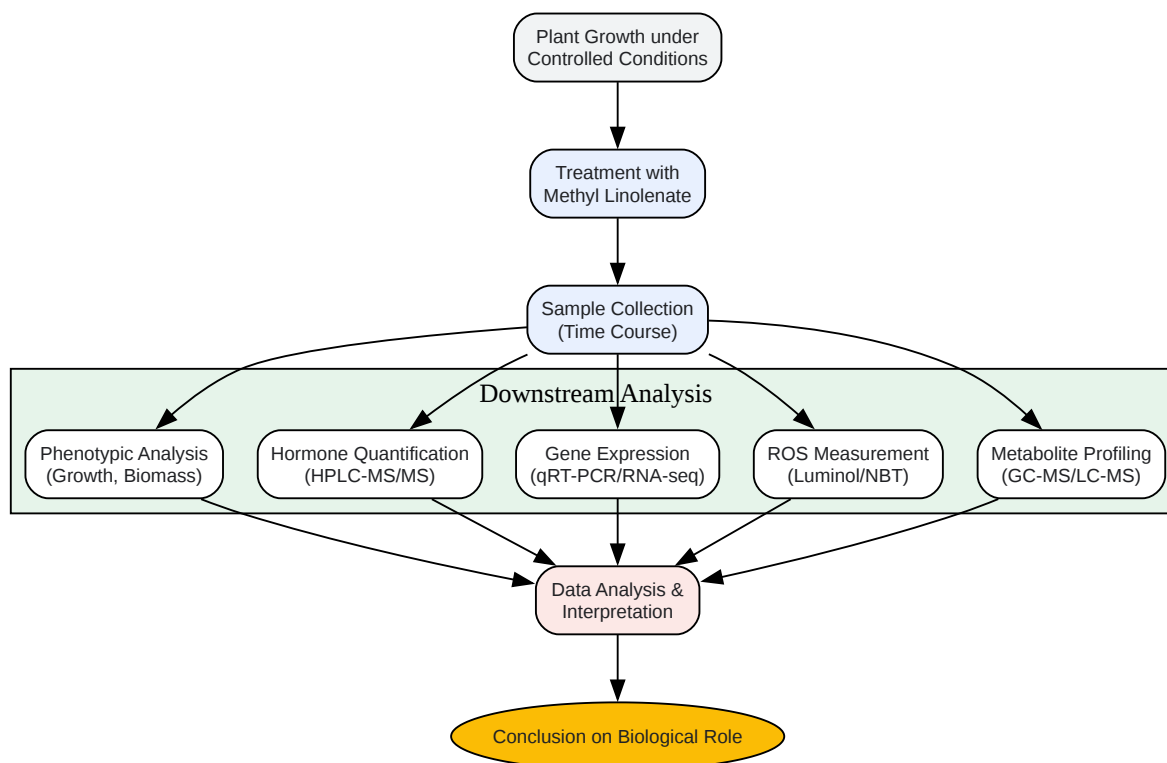 Plant Growth under
Controlled Conditions
Treatment with
Methyl Linolenate
Sample Collection
(Time Course)
Downstream Analysis
Phenotypic Analysis
(Growth, Biomass)
Hormone Quantification
(HPLC-MS/MS)
Gene Expression
(qRT-PCR/RNA-seq)
ROS Measurement
(Luminol/NBT)
Metabolite Profiling
(GC-MS/LC-MS)
Data Analysis &
Interpretation
Conclusion on Biological Role